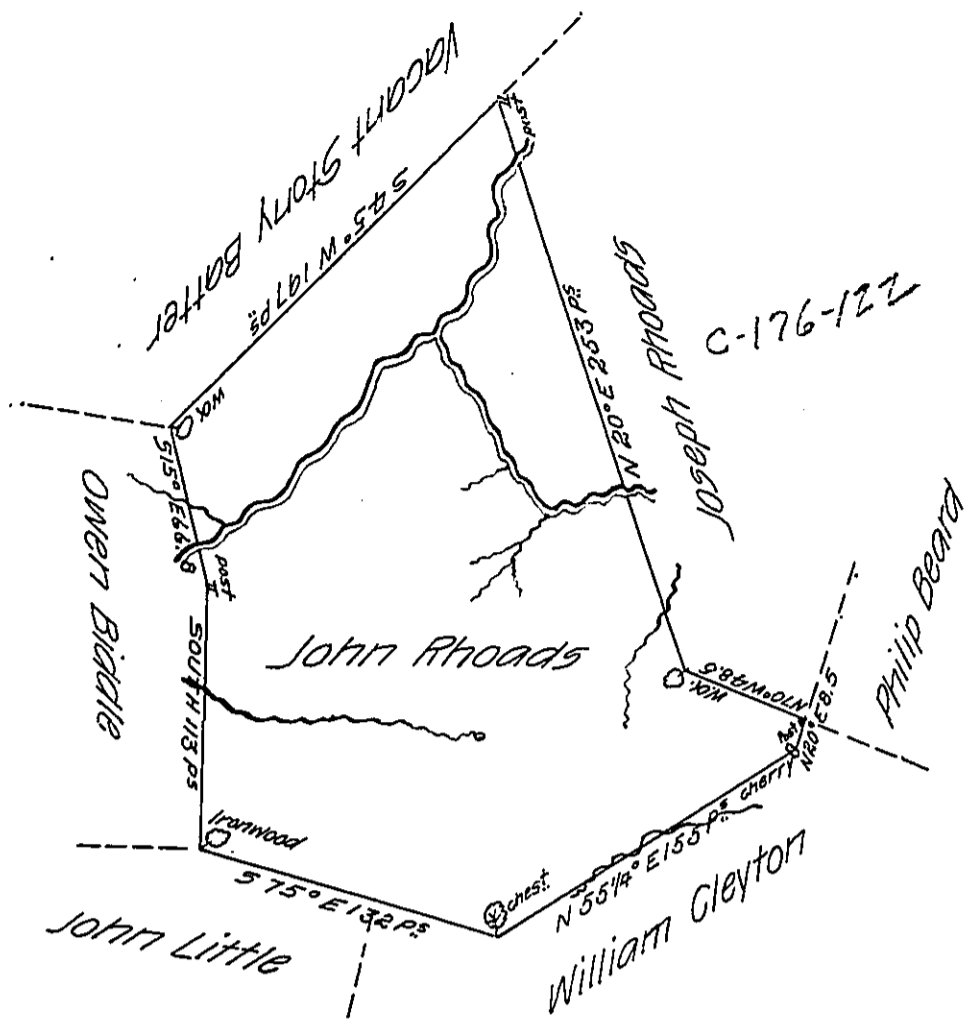 Vacant Stony Batter
S 45° W 197 ps
post
N 20° E 253 ps
Joseph Rhoads
C-176-122
W.O.
S 15° E 66.8
post
Owen Biddle
SOUTH 113 ps
John Rhoads
W.O.
N 70° W 48.6
Philip Beard
Post
N 20° E 8.5
cherry
Ironwood
S 75° E 132 ps
chest.
N 55 1/4° E 155 ps
William Cleyton
John Little